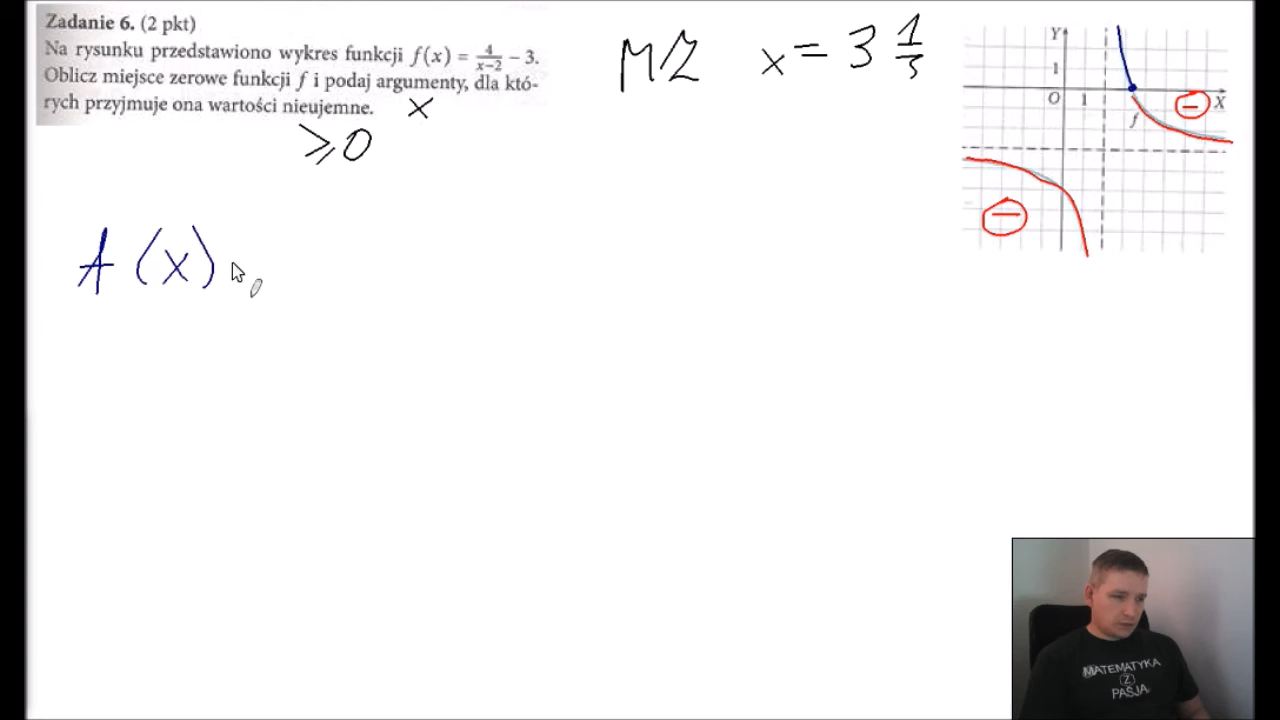 Zadanie 6. (2 pkt)
Na rysunku przedstawiono wykres funkcji f(x) = 4/(x−2) − 3.
Oblicz miejsce zerowe funkcji f i podaj argumenty, dla któ-
rych przyjmuje ona wartości nieujemne. x
≥0
MZ x = 3 1/3
Y
1
O 1 X
f
−
−
A (x)
MATEMATYKA
Z
PASJĄ